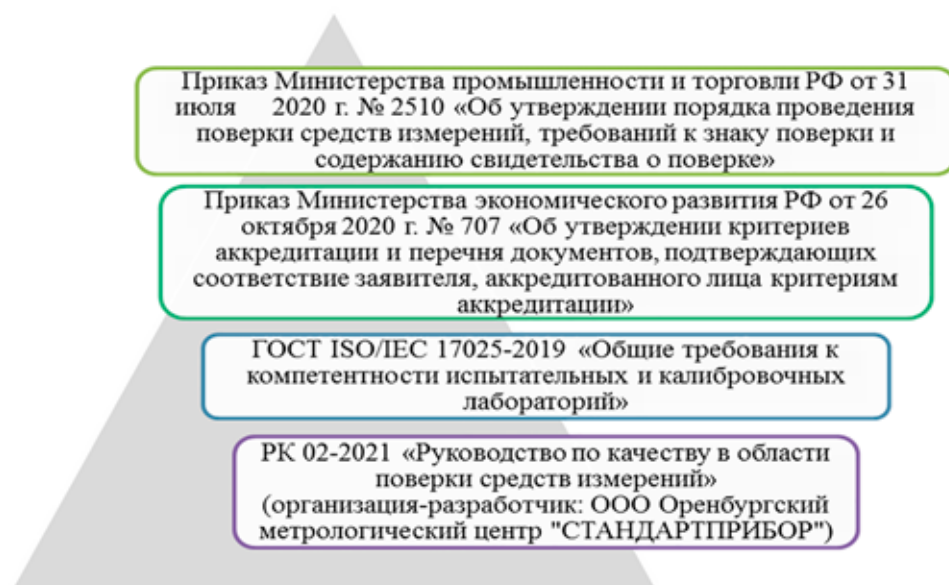 Приказ Министерства промышленности и торговли РФ от 31
июля 2020 г. № 2510 «Об утверждении порядка проведения
поверки средств измерений, требований к знаку поверки и
содержанию свидетельства о поверке»
Приказ Министерства экономического развития РФ от 26
октября 2020 г. № 707 «Об утверждении критериев
аккредитации и перечня документов, подтверждающих
соответствие заявителя, аккредитованного лица критериям
аккредитации»
ГОСТ ISO/IEC 17025-2019 «Общие требования к
компетентности испытательных и калибровочных
лабораторий»
РК 02-2021 «Руководство по качеству в области
поверки средств измерений»
(организация-разработчик: ООО Оренбургский
метрологический центр "СТАНДАРТПРИБОР")